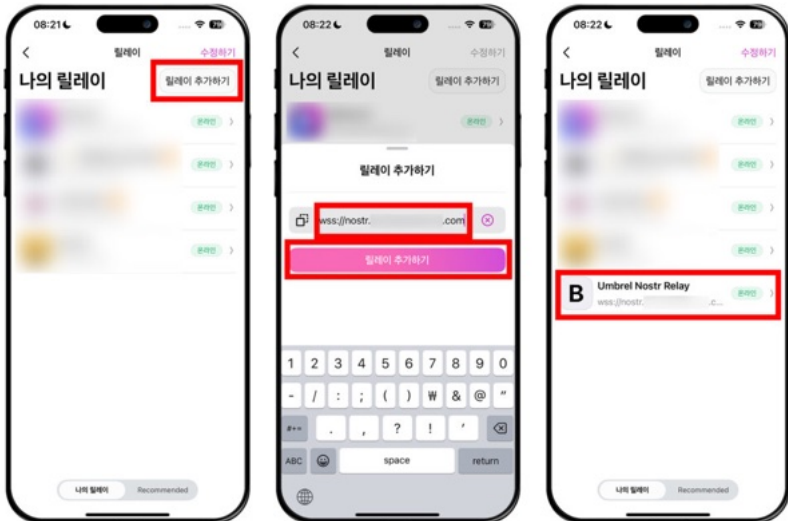 08:21
릴레이
수정하기
나의 릴레이
릴레이 추가하기
온라인
온라인
온라인
온라인
나의 릴레이
Recommended
08:22
릴레이
수정하기
나의 릴레이
릴레이 추가하기
온라인
릴레이 추가하기
wss://nostr. .com
릴레이 추가하기
1 2 3 4 5 6 7 8 9 0
- / : ; ( ) ₩ & @ "
#+= . , ? ! '
ABC space return
08:22
릴레이
수정하기
나의 릴레이
릴레이 추가하기
온라인
온라인
온라인
온라인
B
Umbrel Nostr Relay
온라인
wss://nostr. .c...
나의 릴레이
Recommended